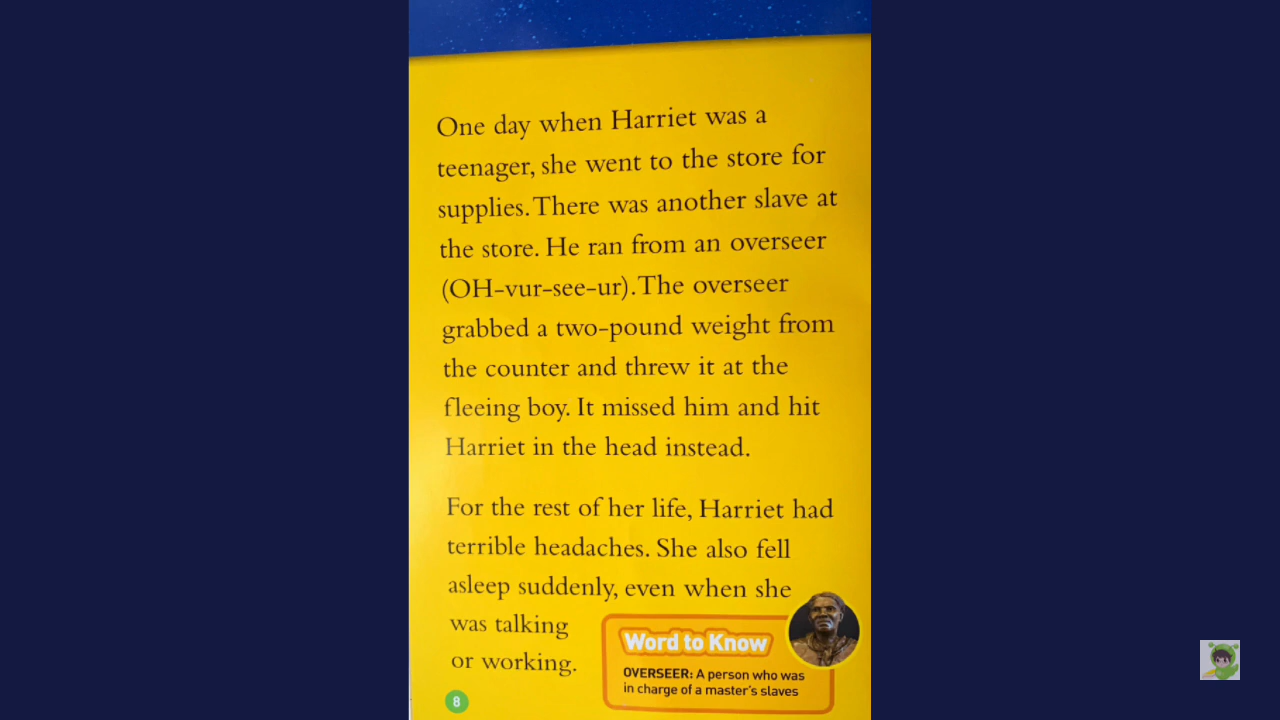 One day when Harriet was a
teenager, she went to the store for
supplies. There was another slave at
the store. He ran from an overseer
(OH-vur-see-ur). The overseer
grabbed a two-pound weight from
the counter and threw it at the
fleeing boy. It missed him and hit
Harriet in the head instead.
For the rest of her life, Harriet had
terrible headaches. She also fell
asleep suddenly, even when she
was talking
or working.
Word to Know
OVERSEER: A person who was
in charge of a master's slaves
8